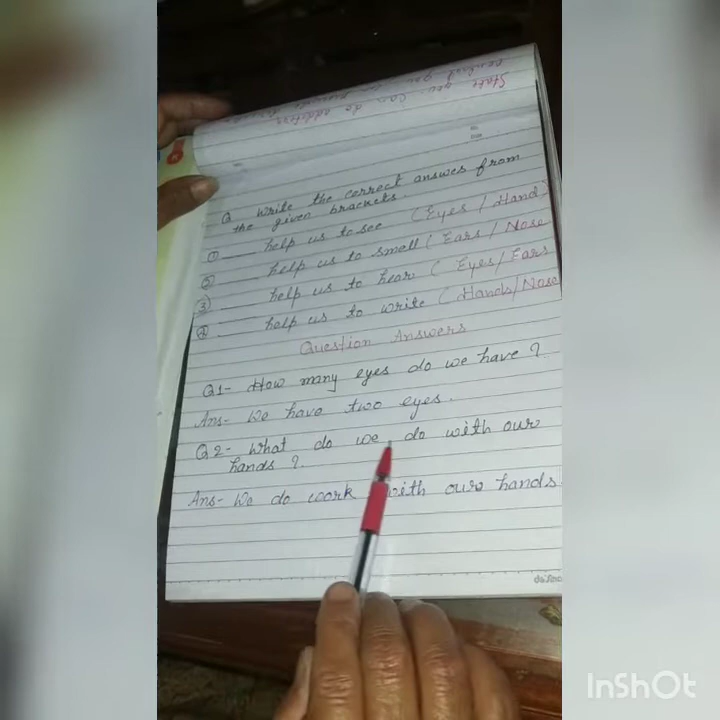 Q Write the correct answer from
the given brackets
① ____ help us to see (Eyes / Hand)
② ____ help us to smell (Ears / Nose
③ ____ help us to hear (Eyes/Ears
④ ____ help us to write (Hands/Nose
Question Answers
Q1- How many eyes do we have?
Ans- We have two eyes.
Q2- What do we do with our
hands?
Ans- We do work with our hands
InShOt